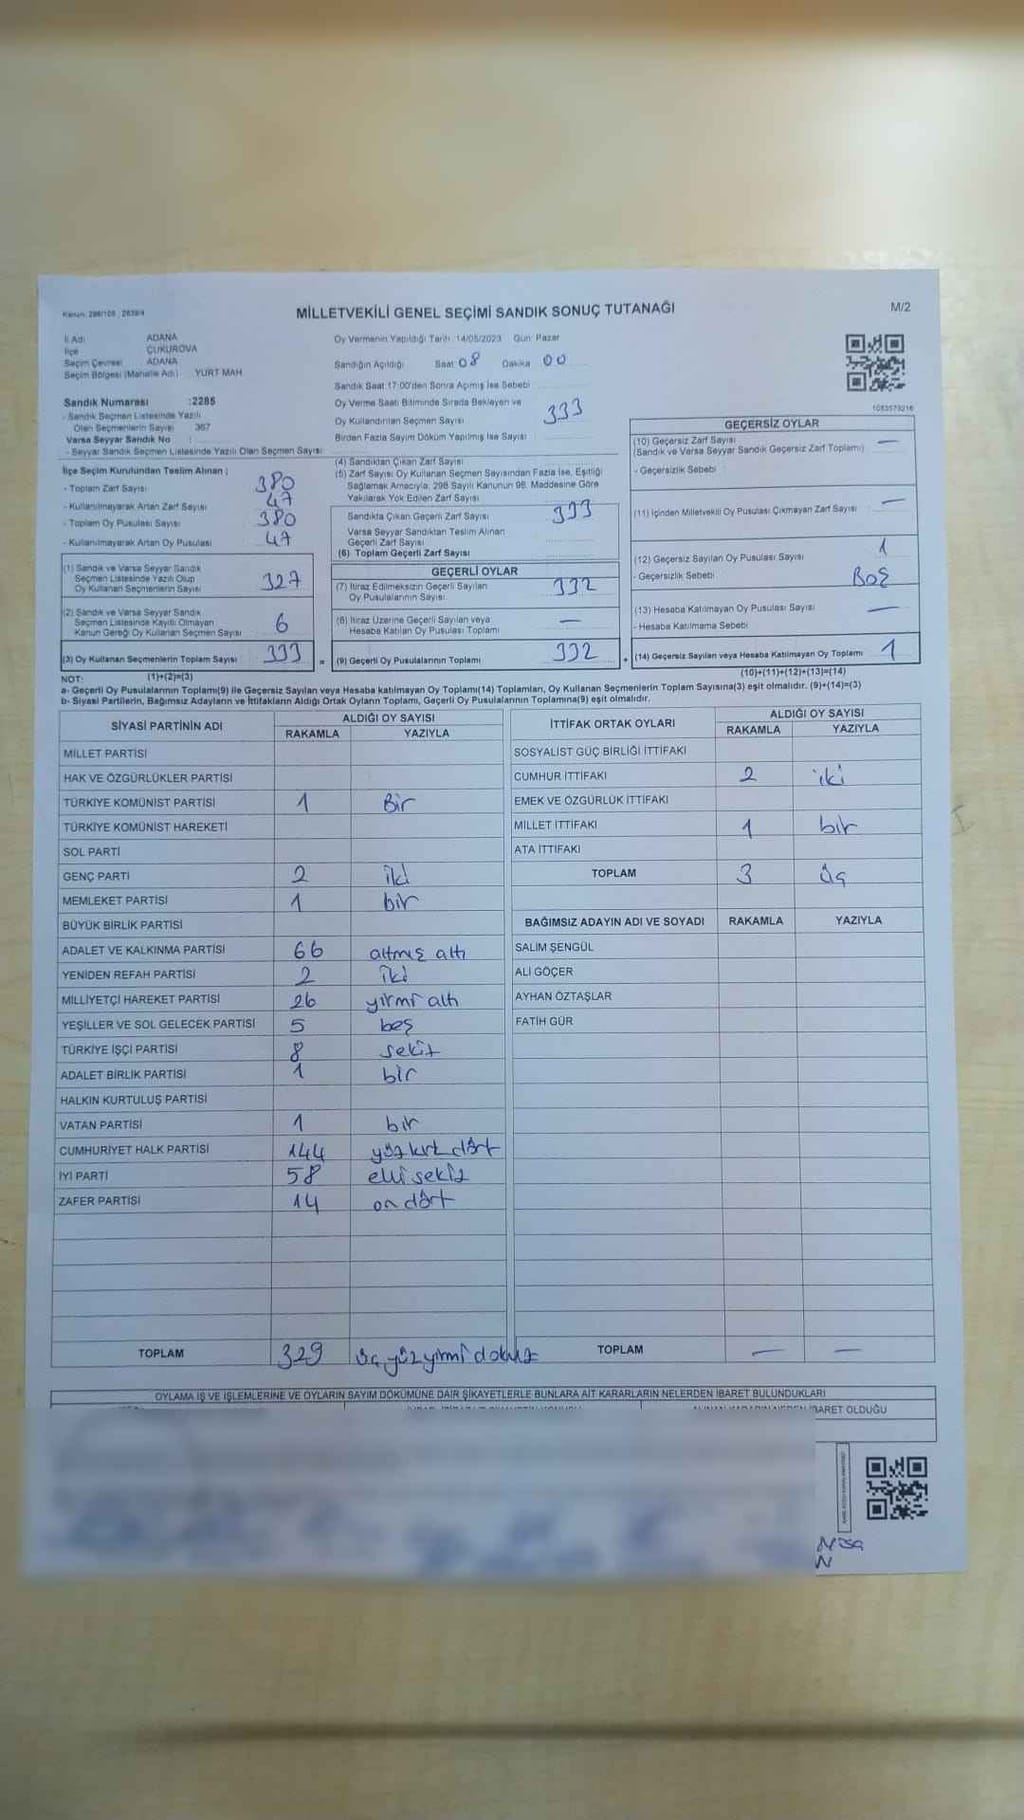 Kanun: 298/105 , 2839/4
MİLLETVEKİLİ GENEL SEÇİMİ SANDIK SONUÇ TUTANAĞI
M/2
İl Adı ADANA
İlçe ÇUKUROVA
Seçim Çevresi ADANA
Seçim Bölgesi (Mahalle Adı) YURT MAH
Sandık Numarası :2285
- Sandık Seçmen Listesinde Yazılı
Olan Seçmenlerin Sayısı 367
Varsa Seyyar Sandık No :
- Seyyar Sandık Seçmen Listesinde Yazılı Olan Seçmen Sayısı
İlçe Seçim Kurulundan Teslim Alınan ;
- Toplam Zarf Sayısı 380
- Kullanılmayarak Artan Zarf Sayısı 47
- Toplam Oy Pusulası Sayısı 380
- Kullanılmayarak Artan Oy Pusulası 47
(1) Sandık ve Varsa Seyyar Sandık
Seçmen Listesinde Yazılı Olup
Oy Kullanan Seçmenlerin Sayısı 327
(2) Sandık ve Varsa Seyyar Sandık
Seçmen Listesinde Kayıtlı Olmayan
Kanun Gereği Oy Kullanan Seçmen Sayısı 6
(3) Oy Kullanan Seçmenlerin Toplam Sayısı 333 =
(1)+(2)=(3)
Oy Vermenin Yapıldığı Tarih 14/05/2023 Gün: Pazar
Sandığın Açıldığı Saat 08 Dakika 00
Sandık Saat 17:00'den Sonra Açılmış İse Sebebi
Oy Verme Saati Bitiminde Sırada Bekleyen ve
Oy Kullandırılan Seçmen Sayısı 333
Birden Fazla Sayım Döküm Yapılmış İse Sayısı
(4) Sandıktan Çıkan Zarf Sayısı
(5) Zarf Sayısı Oy Kullanan Seçmen Sayısından Fazla İse, Eşitliği
Sağlamak Amacıyla, 298 Sayılı Kanunun 98. Maddesine Göre
Yakılarak Yok Edilen Zarf Sayısı
Sandıkta Çıkan Geçerli Zarf Sayısı 333
Varsa Seyyar Sandıktan Teslim Alınan
Geçerli Zarf Sayısı
(6) Toplam Geçerli Zarf Sayısı
GEÇERLİ OYLAR
(7) İtiraz Edilmeksizin Geçerli Sayılan
Oy Pusulalarının Sayısı 332
(8) İtiraz Üzerine Geçerli Sayılan veya
Hesaba Katılan Oy Pusulası Toplamı —
(9) Geçerli Oy Pusulalarının Toplamı 332
1083573216
GEÇERSİZ OYLAR
(10) Geçersiz Zarf Sayısı —
(Sandık ve Varsa Seyyar Sandık Geçersiz Zarf Toplamı)
- Geçersizlik Sebebi
(11) İçinden Milletvekili Oy Pusulası Çıkmayan Zarf Sayısı —
(12) Geçersiz Sayılan Oy Pusulası Sayısı 1
- Geçersizlik Sebebi Boş
(13) Hesaba Katılmayan Oy Pusulası Sayısı —
- Hesaba Katılmama Sebebi
(14) Geçersiz Sayılan veya Hesaba Katılmayan Oy Toplamı 1
(10)+(11)+(12)+(13)=(14)
NOT:
a- Geçerli Oy Pusulalarının Toplamı(9) ile Geçersiz Sayılan veya Hesaba katılmayan Oy Toplamı(14) Toplamları, Oy Kullanan Seçmenlerin Toplam Sayısına(3) eşit olmalıdır. (9)+(14)=(3)
b- Siyasi Partilerin, Bağımsız Adayların ve İttifakların Aldığı Ortak Oyların Toplamı, Geçerli Oy Pusulalarının Toplamına(9) eşit olmalıdır.
SİYASİ PARTİNİN ADI ALDIĞI OY SAYISI
RAKAMLA YAZIYLA
MİLLET PARTİSİ
HAK VE ÖZGÜRLÜKLER PARTİSİ
TÜRKİYE KOMÜNİST PARTİSİ 1 Bir
TÜRKİYE KOMÜNİST HAREKETİ
SOL PARTİ
GENÇ PARTİ 2 iki
MEMLEKET PARTİSİ 1 bir
BÜYÜK BİRLİK PARTİSİ
ADALET VE KALKINMA PARTİSİ 66 altmış altı
YENİDEN REFAH PARTİSİ 2 iki
MİLLİYETÇİ HAREKET PARTİSİ 26 yirmi altı
YEŞİLLER VE SOL GELECEK PARTİSİ 5 beş
TÜRKİYE İŞÇİ PARTİSİ 8 sekiz
ADALET BİRLİK PARTİSİ 1 bir
HALKIN KURTULUŞ PARTİSİ
VATAN PARTİSİ 1 bir
CUMHURİYET HALK PARTİSİ 144 yüz kırk dört
İYİ PARTİ 58 elli sekiz
ZAFER PARTİSİ 14 on dört
TOPLAM 329 üç yüz yirmi dokuz
İTTİFAK ORTAK OYLARI ALDIĞI OY SAYISI
RAKAMLA YAZIYLA
SOSYALİST GÜÇ BİRLİĞİ İTTİFAKI
CUMHUR İTTİFAKI 2 iki
EMEK VE ÖZGÜRLÜK İTTİFAKI
MİLLET İTTİFAKI 1 bir
ATA İTTİFAKI
TOPLAM 3 üç
BAĞIMSIZ ADAYIN ADI VE SOYADI RAKAMLA YAZIYLA
SALİM ŞENGÜL
ALİ GÖÇER
AYHAN ÖZTAŞLAR
FATİH GÜR
TOPLAM — —
OYLAMA İŞ VE İŞLEMLERİNE VE OYLARIN SAYIM DÖKÜMÜNE DAİR ŞİKAYETLERLE BUNLARA AİT KARARLARIN NELERDEN İBARET BULUNDUKLARI
İBARET OLDUĞU